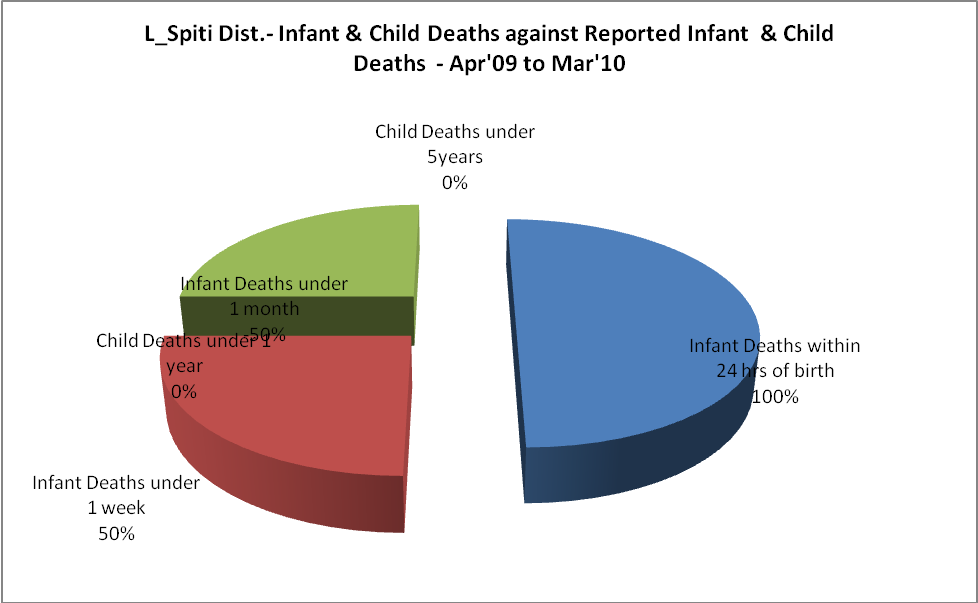 L_Spiti Dist.- Infant & Child Deaths against Reported Infant & Child
Deaths - Apr'09 to Mar'10
Child Deaths under
5years
0%
Infant Deaths under
1 month
-50%
Child Deaths under 1
year
0%
Infant Deaths within
24 hrs of birth
100%
Infant Deaths under
1 week
50%